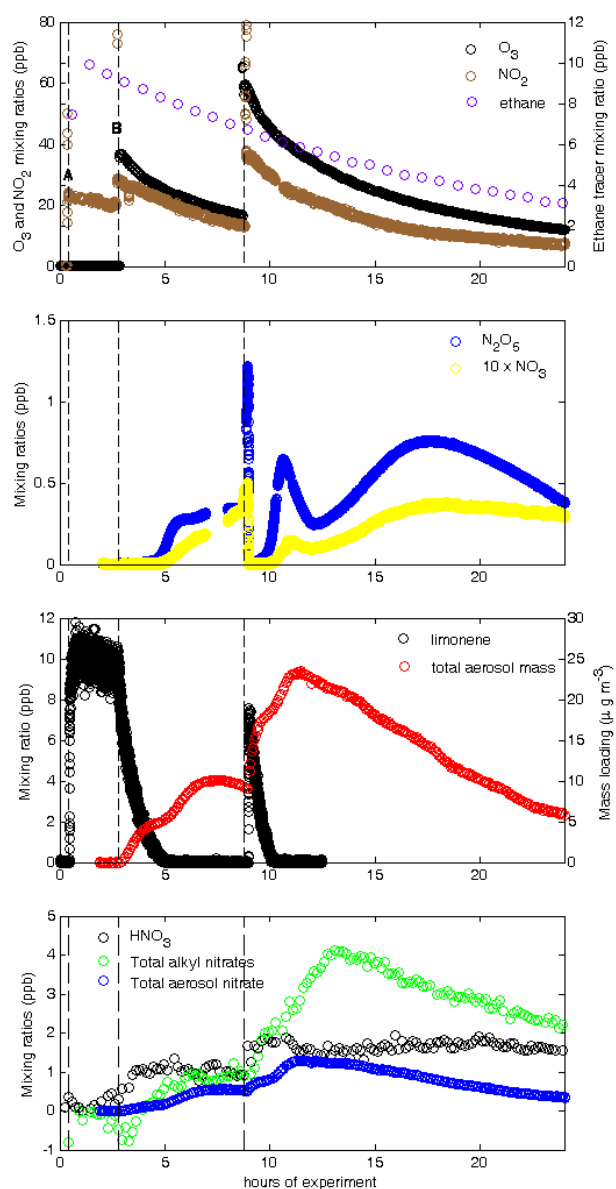 80
60
40
20
0
O3 and NO2 mixing ratios (ppb)
A
B
C
O3
NO2
ethane
12
10
8
6
4
2
0
Ethane tracer mixing ratio (ppb)
0 5 10 15 20
1.5
1
0.5
0
Mixing ratios (ppb)
N2O5
10 x NO3
0 5 10 15 20
12
10
8
6
4
2
0
Mixing ratio (ppb)
limonene
total aerosol mass
30
25
20
15
10
5
0
Mass loading (μ g m-3)
0 5 10 15 20
5
4
3
2
1
0
-1
Mixing ratios (ppb)
HNO3
Total alkyl nitrates
Total aerosol nitrate
0 5 10 15 20
hours of experiment